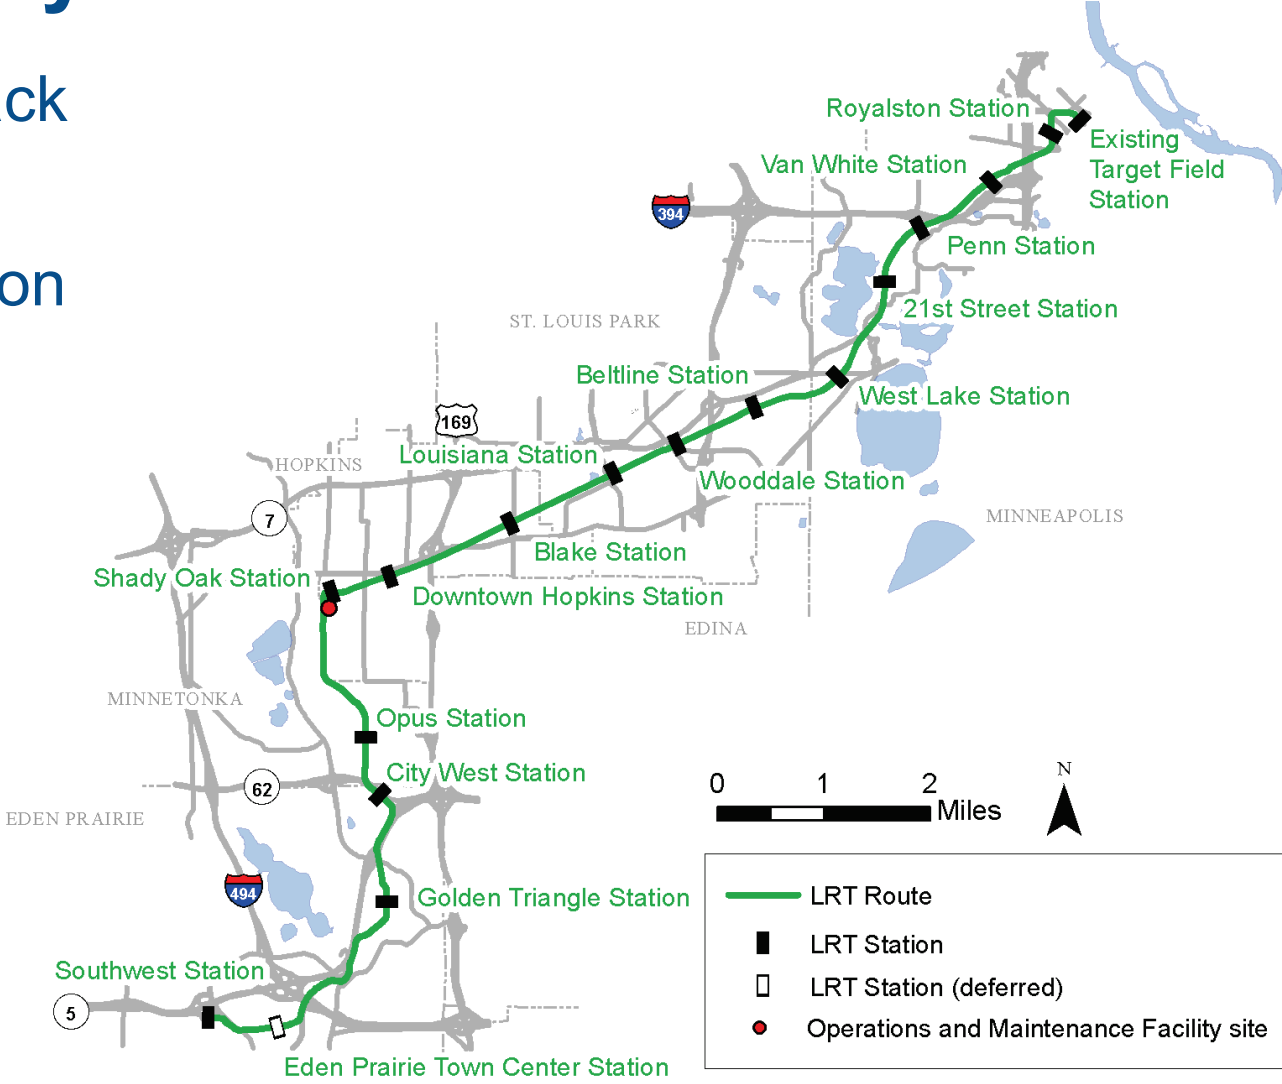 y
ck
on
Royalston Station
Existing
Target Field
Station
Van White Station
394
Penn Station
21st Street Station
ST. LOUIS PARK
Beltline Station
West Lake Station
169
Louisiana Station
HOPKINS
Wooddale Station
7
MINNEAPOLIS
Blake Station
Shady Oak Station
Downtown Hopkins Station
EDINA
MINNETONKA
Opus Station
City West Station
62
0 1 2
Miles
N
EDEN PRAIRIE
494
Golden Triangle Station
LRT Route
LRT Station
Southwest Station
LRT Station (deferred)
5
Operations and Maintenance Facility site
Eden Prairie Town Center Station